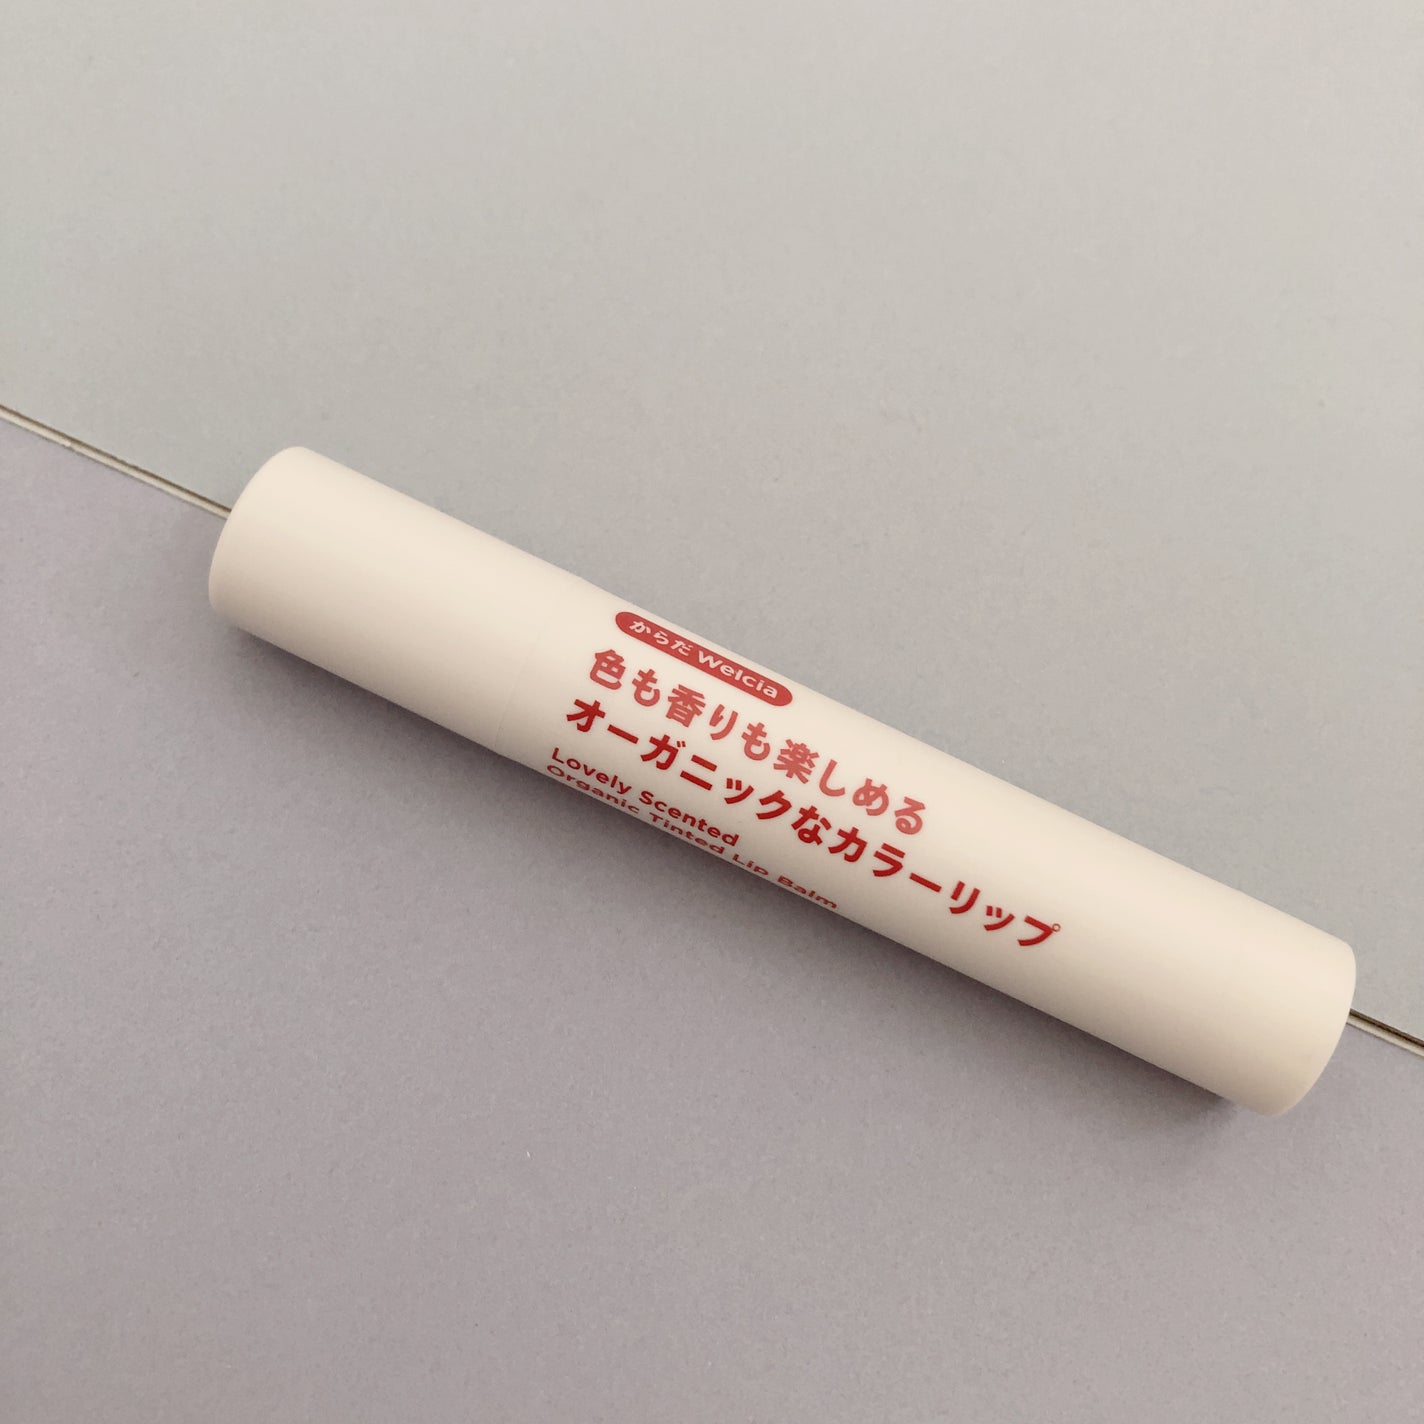 からだWelcia
色も香りも楽しめる
オーガニックなカラーリップ
Lovely Scented
Organic Tinted Lip Balm